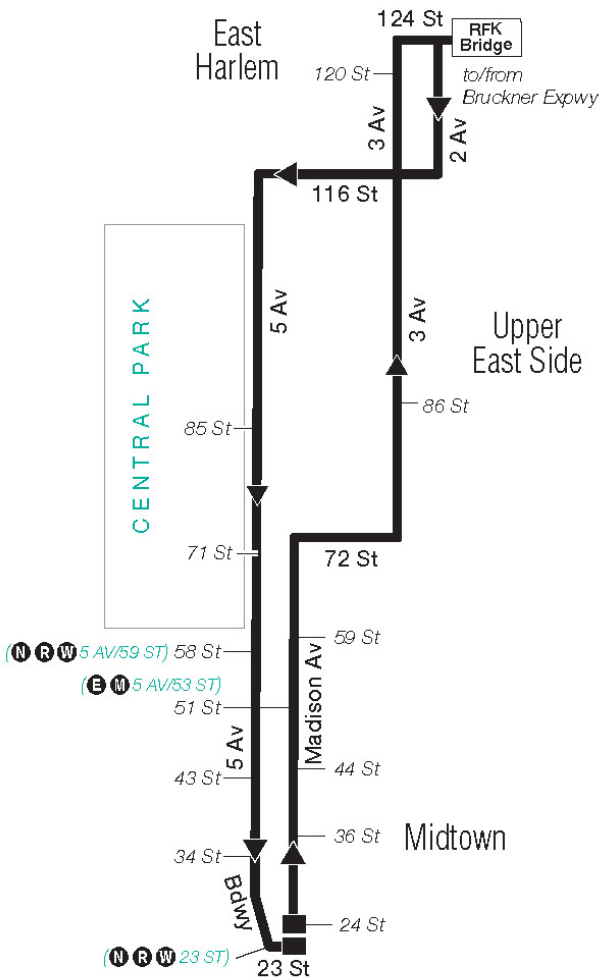 124 St
RFK
Bridge
East
Harlem
120 St
to/from
Bruckner Expwy
3 Av
2 Av
116 St
CENTRAL PARK
5 Av
3 Av
Upper
East Side
86 St
85 St
71 St
72 St
(N R W 5 AV/59 ST) 58 St
59 St
(E M 5 AV/53 ST)
51 St
Madison Av
5 Av
43 St
44 St
36 St
Midtown
34 St
Bdwy
24 St
(N R W 23 ST)
23 St